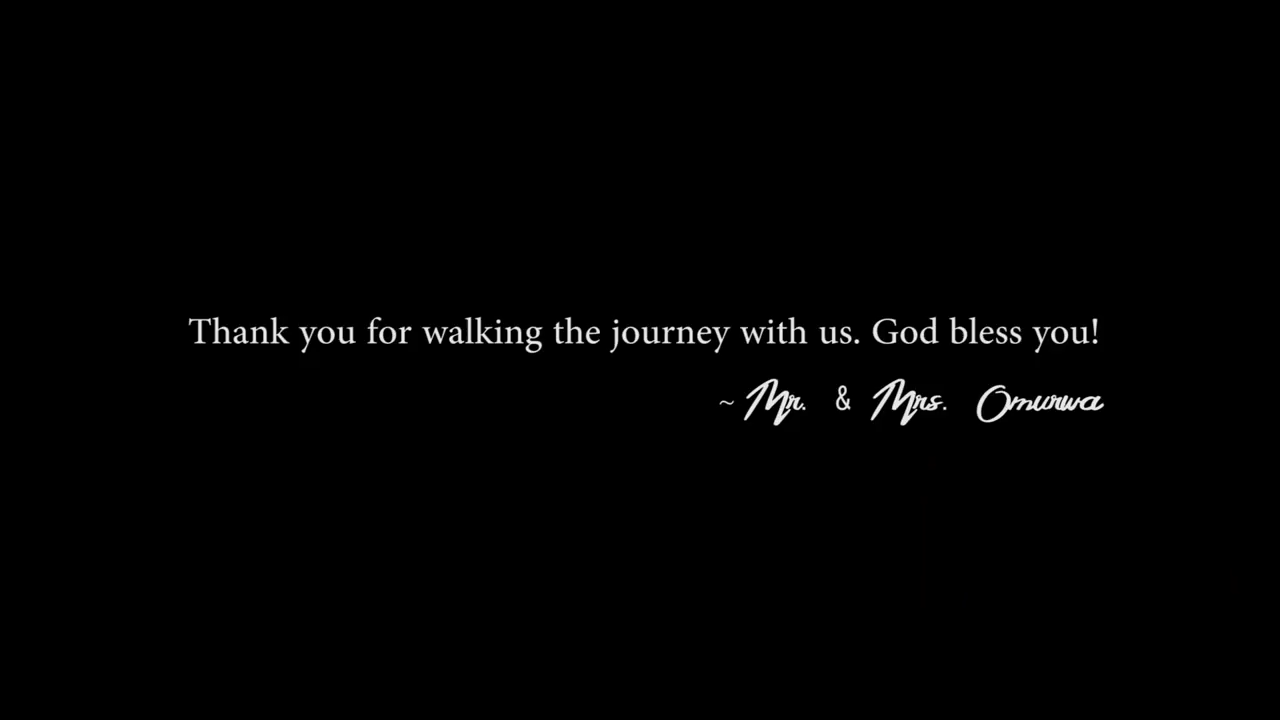 Thank you for walking the journey with us. God bless you!
~ Mr. & Mrs. Omurwa